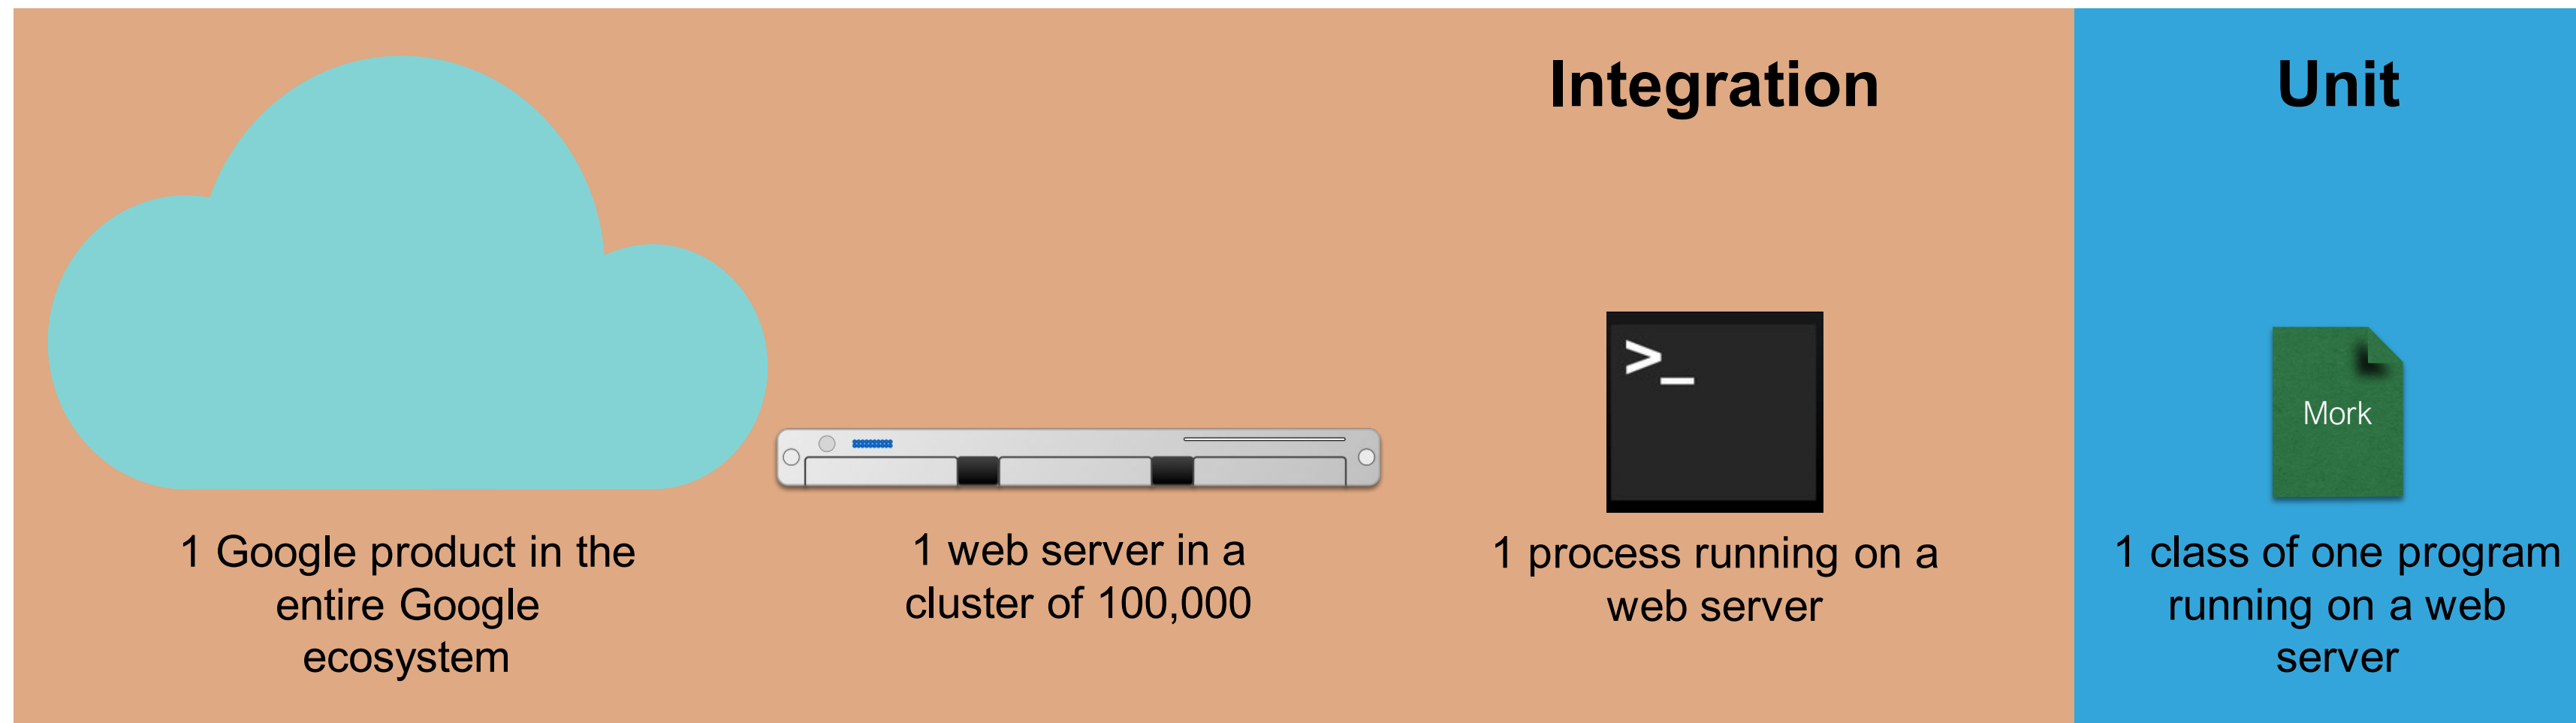 Integration
Unit
>_
Mork
1 Google product in the
entire Google
ecosystem
1 web server in a
cluster of 100,000
1 process running on a
web server
1 class of one program
running on a web
server